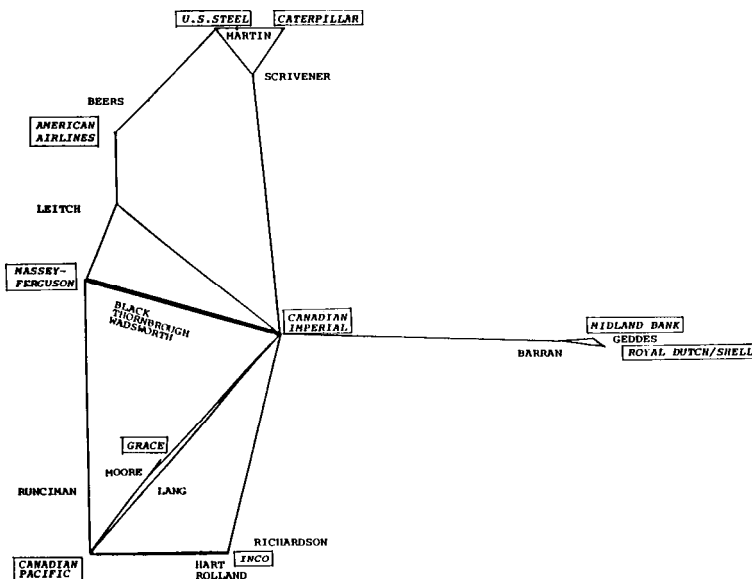 U.S.STEEL
CATERPILLAR
MARTIN
SCRIVENER
BEERS
AMERICAN
AIRLINES
LEITCH
MASSEY-
FERGUSON
BLACK
THORNBROUGH
WADSWORTH
CANADIAN
IMPERIAL
MIDLAND BANK
GEDDES
BARRAN
ROYAL DUTCH/SHELL
GRACE
MOORE
LANG
RUNCIMAN
RICHARDSON
CANADIAN
PACIFIC
HART
INCO
ROLLAND